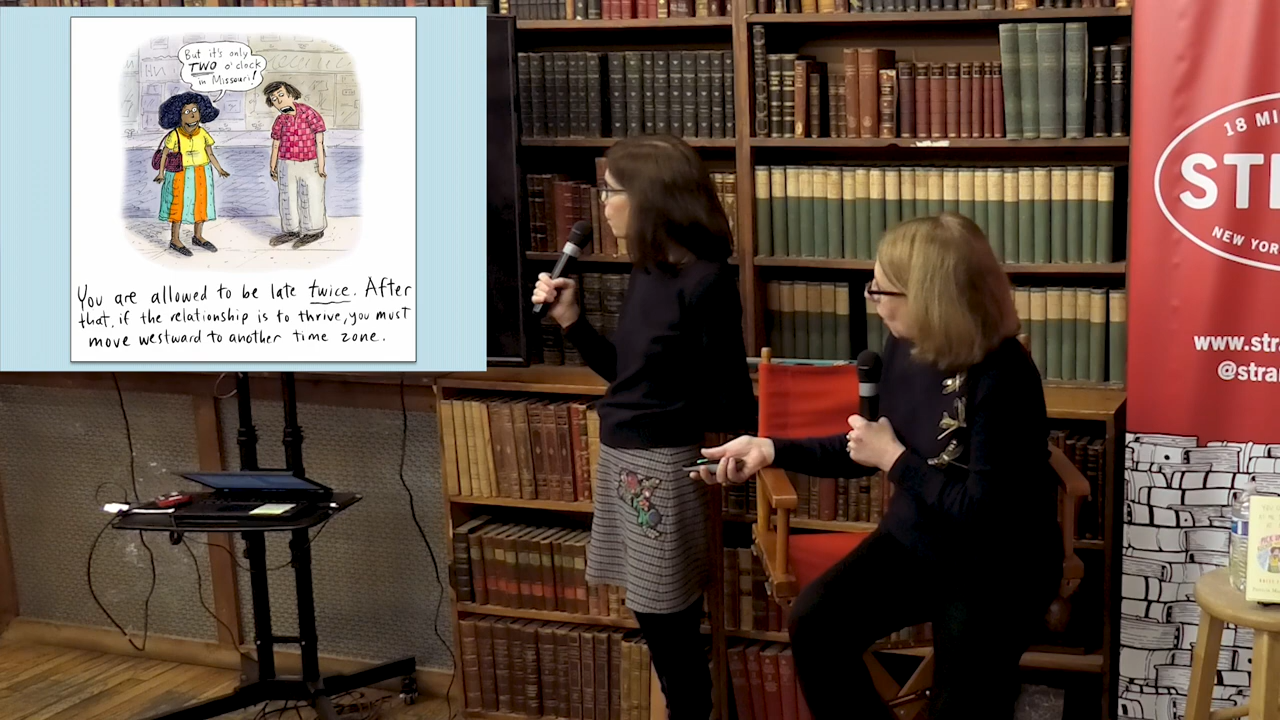 But it's only
TWO o'clock
in Missouri!
You are allowed to be late twice. After
that, if the relationship is to thrive, you must
move westward to another time zone.
18 MI
ST
NEW YOR
www.stra
@stra